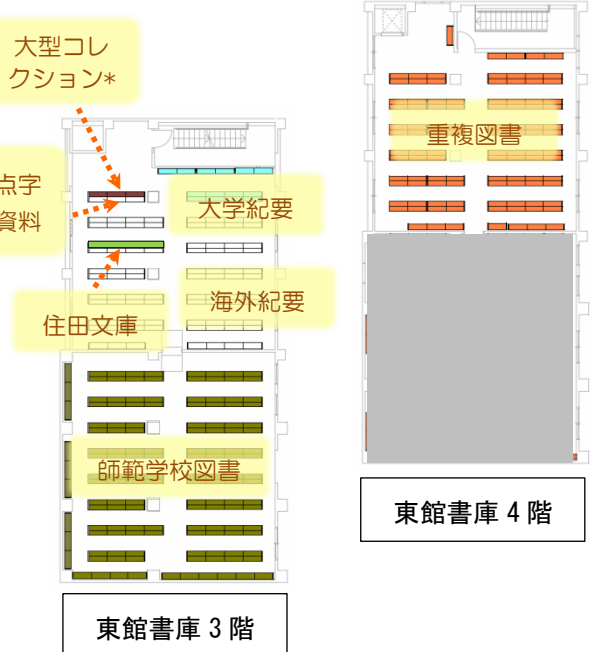 大型コレ
クション*
重複図書
点字
資料
大学紀要
海外紀要
住田文庫
師範学校図書
東館書庫 4 階
東館書庫 3 階